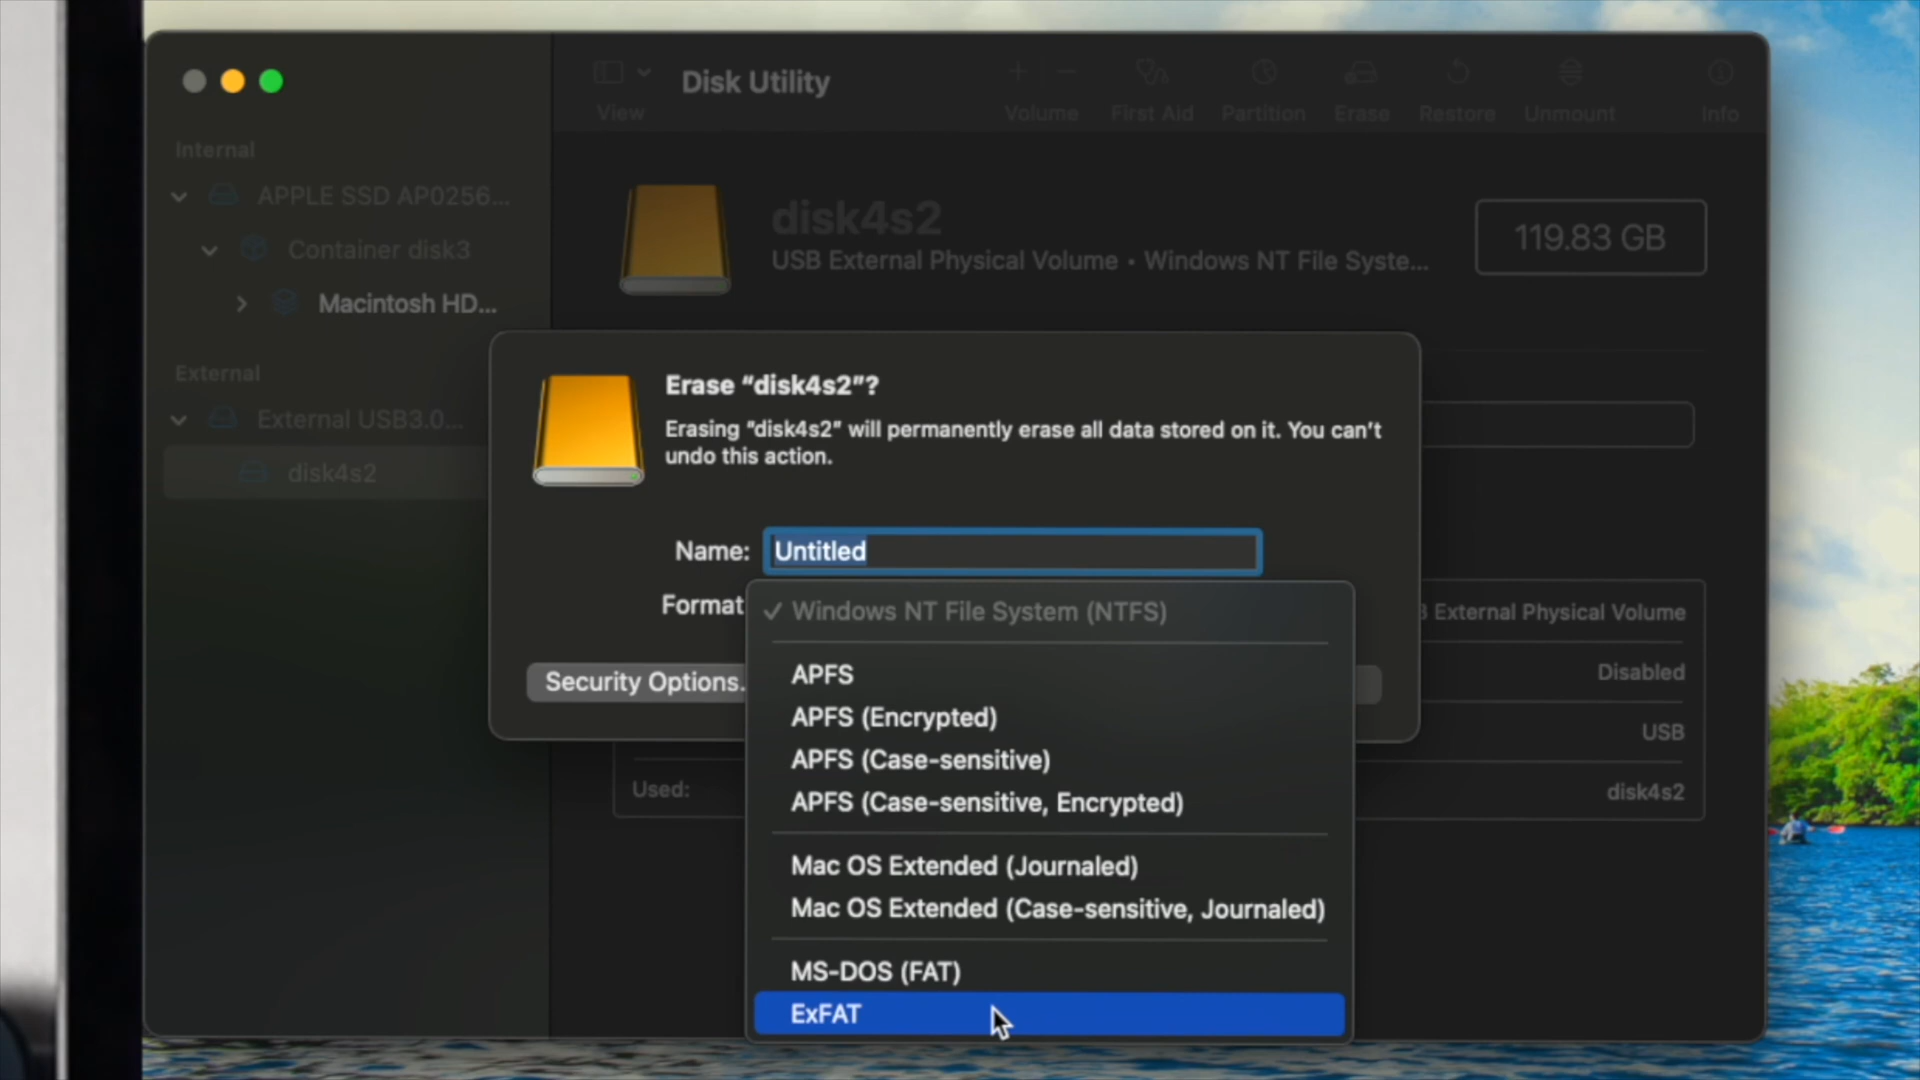 Disk Utility
View
Volume
First Aid
Partition
Erase
Restore
Unmount
Info
Internal
APPLE SSD AP0256...
Container disk3
Macintosh HD...
External
External USB3.0...
disk4s2
disk4s2
USB External Physical Volume • Windows NT File Syste...
119.83 GB
Erase “disk4s2”?
Erasing “disk4s2” will permanently erase all data stored on it. You can’t
undo this action.
Name: Untitled
Format
Windows NT File System (NTFS)
APFS
APFS (Encrypted)
APFS (Case-sensitive)
APFS (Case-sensitive, Encrypted)
Mac OS Extended (Journaled)
Mac OS Extended (Case-sensitive, Journaled)
MS-DOS (FAT)
ExFAT
Security Options.
External Physical Volume
Disabled
USB
Used:
disk4s2